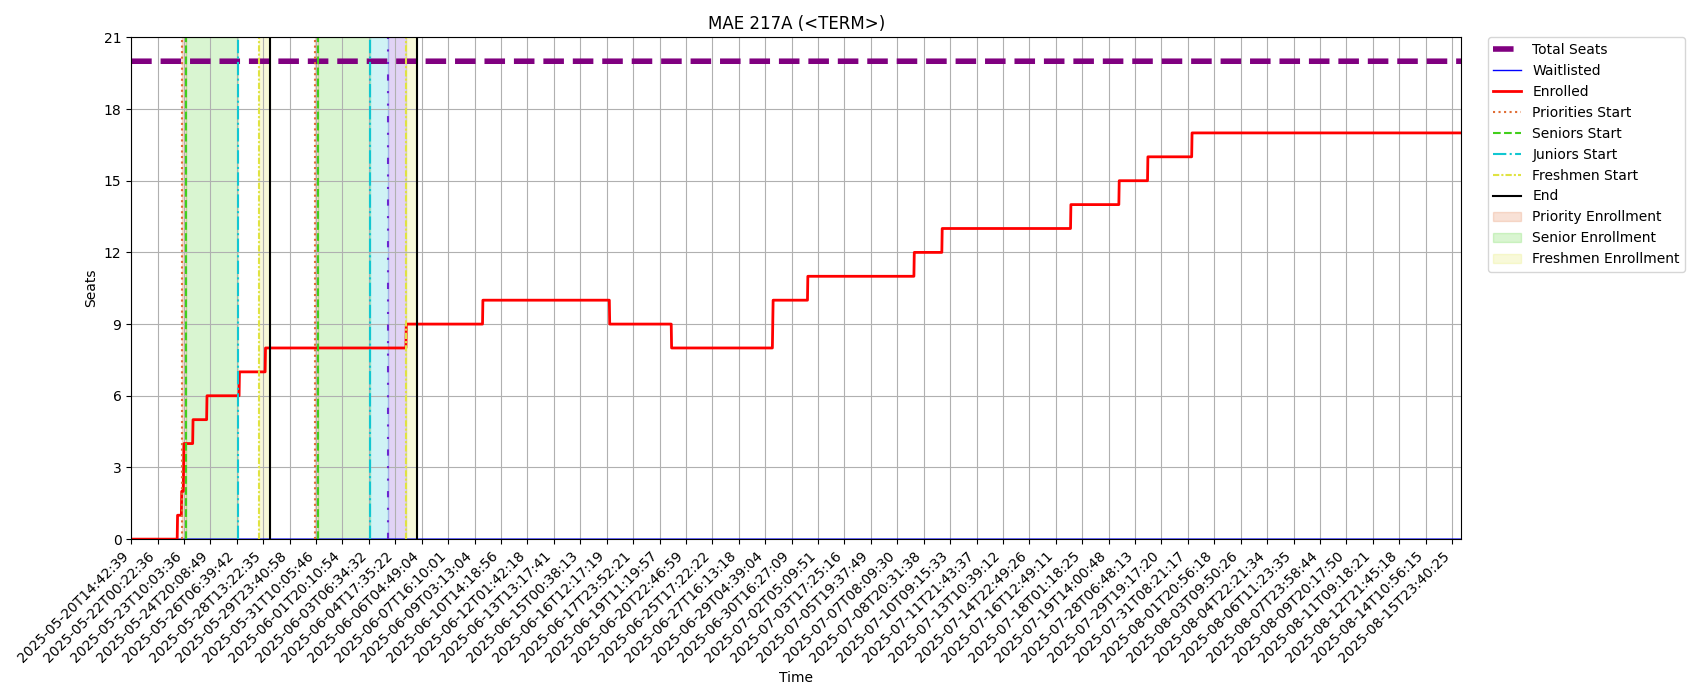 MAE 217A (<TERM>)
21
18
15
12
9
6
3
0
Seats
2025-05-20T14:42:39
2025-05-22T00:22:36
2025-05-23T10:03:36
2025-05-24T20:08:49
2025-05-26T06:39:42
2025-05-28T13:22:35
2025-05-29T23:40:58
2025-05-31T10:05:46
2025-06-01T20:10:54
2025-06-03T06:34:32
2025-06-04T17:35:22
2025-06-06T04:49:04
2025-06-07T16:10:01
2025-06-09T03:13:04
2025-06-10T14:18:56
2025-06-12T01:42:18
2025-06-13T13:17:41
2025-06-15T00:38:13
2025-06-16T12:17:19
2025-06-17T23:52:21
2025-06-19T11:19:57
2025-06-20T22:46:59
2025-06-25T17:22:22
2025-06-27T16:13:18
2025-06-29T04:39:04
2025-06-30T16:27:09
2025-07-02T05:09:51
2025-07-03T17:25:16
2025-07-05T19:37:49
2025-07-07T08:09:30
2025-07-08T20:31:38
2025-07-10T09:15:33
2025-07-11T21:43:37
2025-07-13T10:39:12
2025-07-14T22:49:26
2025-07-16T12:49:11
2025-07-18T01:18:25
2025-07-19T14:00:48
2025-07-28T06:48:13
2025-07-29T19:17:20
2025-07-31T08:21:17
2025-08-01T20:56:18
2025-08-03T09:50:26
2025-08-04T22:21:34
2025-08-06T11:23:35
2025-08-07T23:58:44
2025-08-09T20:17:50
2025-08-11T09:18:21
2025-08-12T21:45:18
2025-08-14T10:56:15
2025-08-15T23:40:25
Time
Total Seats
Waitlisted
Enrolled
Priorities Start
Seniors Start
Juniors Start
Freshmen Start
End
Priority Enrollment
Senior Enrollment
Freshmen Enrollment